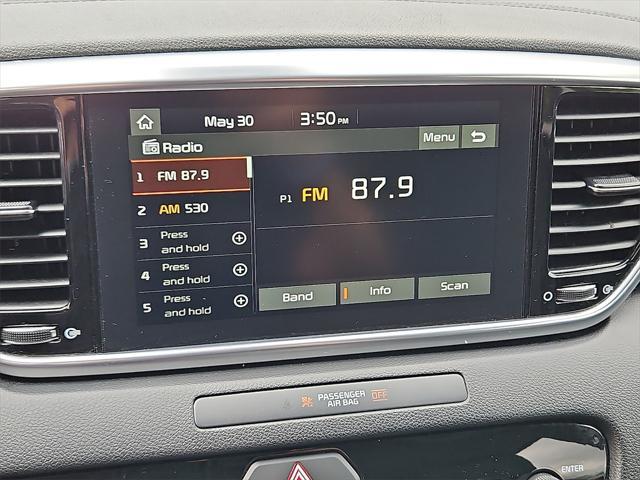 May 30 3:50 PM
Radio Menu
1 FM 87.9
P1 FM 87.9
2 AM 530
3 Press and hold
4 Press and hold
5 Press and hold
Band Info Scan
PASSENGER
AIR BAG OFF
ENTER